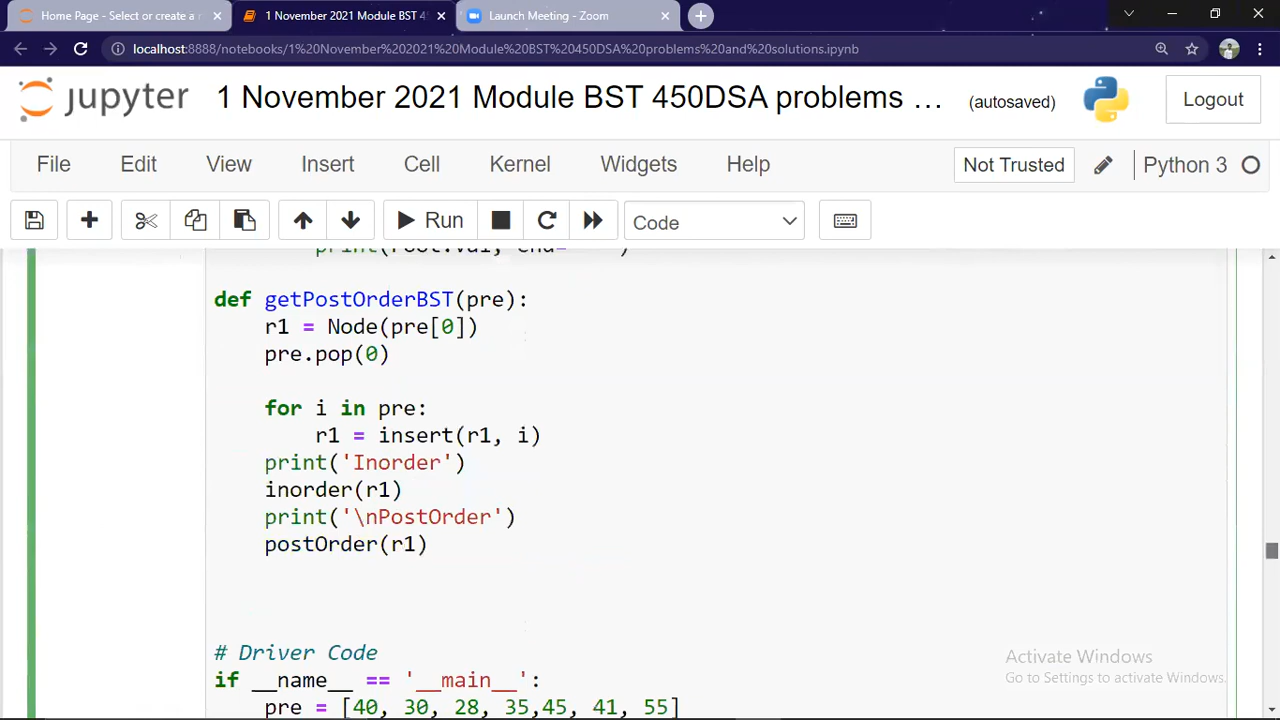 Home Page - Select or create a n
1 November 2021 Module BST 4
Launch Meeting - Zoom
localhost:8888/notebooks/1%20November%202021%20Module%20BST%20450DSA%20problems%20and%20solutions.ipynb
jupyter 1 November 2021 Module BST 450DSA problems ... (autosaved) Logout
File Edit View Insert Cell Kernel Widgets Help Not Trusted Python 3
Run Code
print(root.val, end=" ")
def getPostOrderBST(pre):
r1 = Node(pre[0])
pre.pop(0)
for i in pre:
r1 = insert(r1, i)
print('Inorder')
inorder(r1)
print('\nPostOrder')
postOrder(r1)
# Driver Code
if __name__ == '__main__':
pre = [40, 30, 28, 35,45, 41, 55]
Activate Windows
Go to Settings to activate Windows.